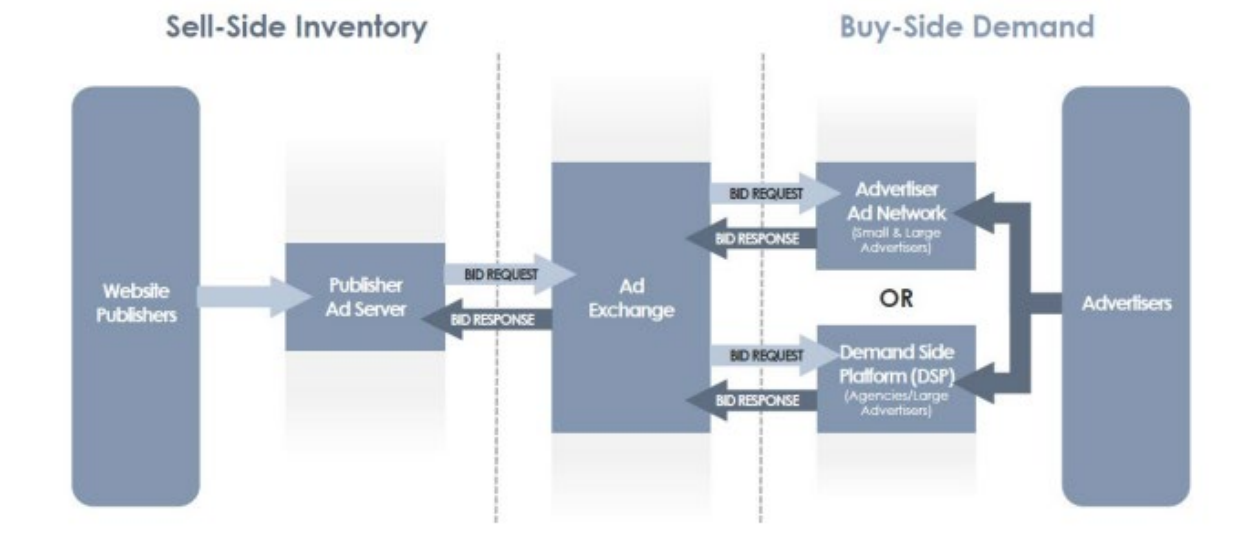 Sell-Side Inventory
Buy-Side Demand
Website
Publishers
Publisher
Ad Server
BID REQUEST
BID RESPONSE
Ad
Exchange
BID REQUEST
BID RESPONSE
BID REQUEST
BID RESPONSE
Advertiser
Ad Network
(Small & Large
Advertisers)
OR
Demand Side
Platform (DSP)
(Agencies/Large
Advertisers)
Advertisers